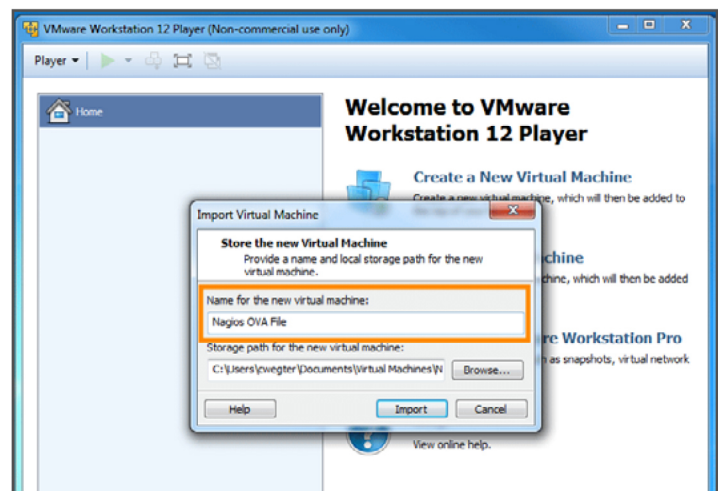 VMware Workstation 12 Player (Non-commercial use only)
Player
Home
Welcome to VMware
Workstation 12 Player
Create a New Virtual Machine
Create a new virtual machine, which will then be added to
Import Virtual Machine
Store the new Virtual Machine
Provide a name and local storage path for the new
virtual machine.
chine
chine, which will then be added
Name for the new virtual machine:
Nagios OVA File
re Workstation Pro
h as snapshots, virtual network
Storage path for the new virtual machine:
C:\Users\cwegter\Documents\Virtual Machines\N
Browse...
Help
Import
Cancel
View online help.